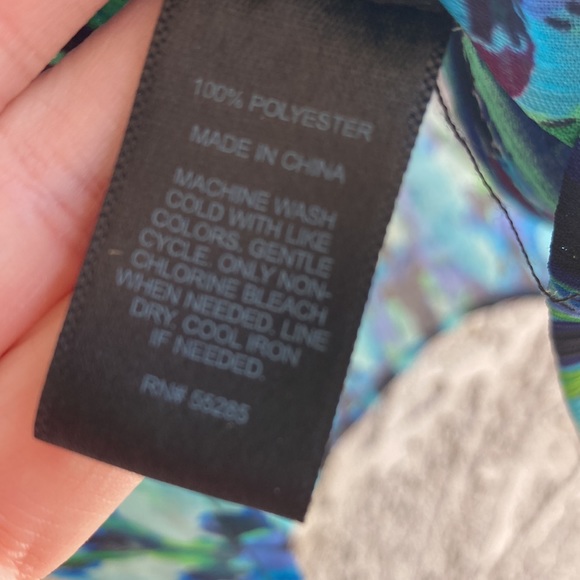 100% POLYESTER
MADE IN CHINA
MACHINE WASH
COLD WITH LIKE
COLORS. GENTLE
CYCLE. ONLY NON-
CHLORINE BLEACH
WHEN NEEDED. LINE
DRY. COOL IRON
IF NEEDED.
RN# 55285